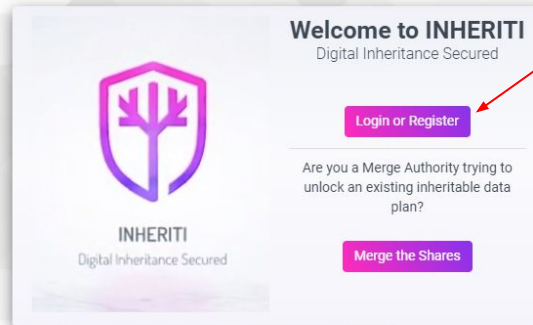 Welcome to INHERITI
Digital Inheritance Secured
Login or Register
Are you a Merge Authority trying to
unlock an existing inheritable data
plan?
Merge the Shares
INHERITI
Digital Inheritance Secured